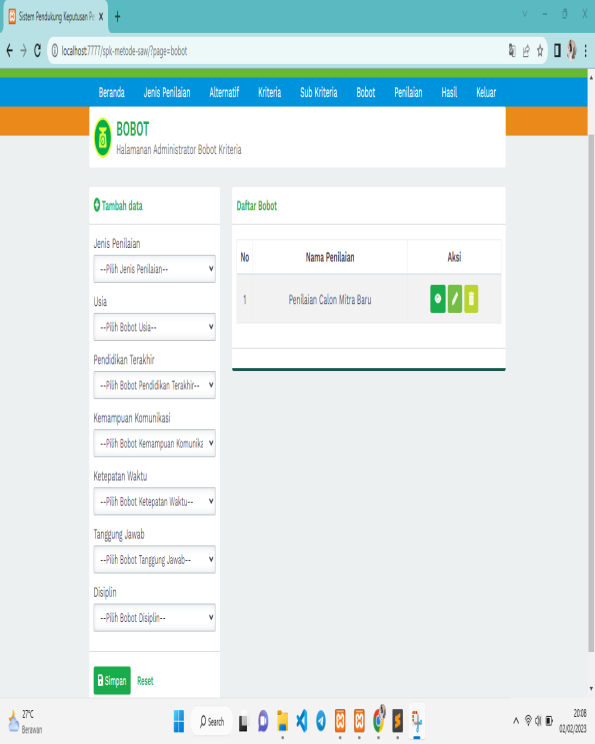 Sistem Pendukung Keputusan Pe
localhost:7777/spk-metode-saw/?page=bobot
Beranda Jenis Penilaian Alternatif Kriteria Sub Kriteria Bobot Penilaian Hasil Keluar
BOBOT
Halamanan Administrator Bobot Kriteria
Tambah data
Daftar Bobot
Jenis Penilaian
--Pilih Jenis Penilaian--
No Nama Penilaian Aksi
1 Penilaian Calon Mitra Baru
Usia
--Pilih Bobot Usia--
Pendidikan Terakhir
--Pilih Bobot Pendidikan Terakhir--
Kemampuan Komunikasi
--Pilih Bobot Kemampuan Komunika
Ketepatan Waktu
--Pilih Bobot Ketepatan Waktu--
Tanggung Jawab
--Pilih Bobot Tanggung Jawab--
Disiplin
--Pilih Bobot Disiplin--
Simpan Reset
27°C
Berawan
Search
20:08
02/02/2023